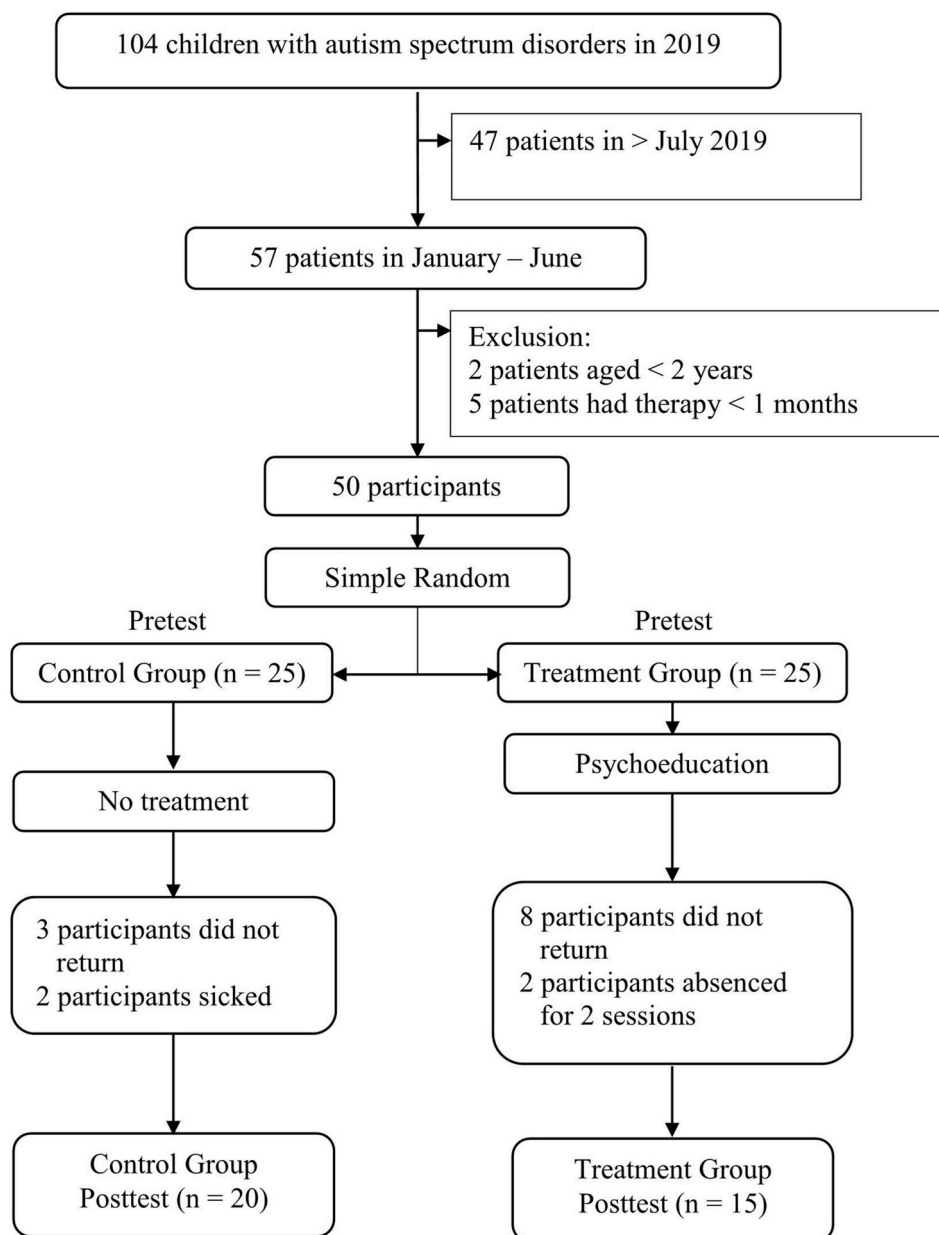 104 children with autism spectrum disorders in 2019
47 patients in > July 2019
57 patients in January – June
Exclusion:
2 patients aged < 2 years
5 patients had therapy < 1 months
50 participants
Simple Random
Pretest
Pretest
Control Group (n = 25)
Treatment Group (n = 25)
Psychoeducation
No treatment
3 participants did not
return
2 participants sicked
8 participants did not
return
2 participants absenced
for 2 sessions
Control Group
Posttest (n = 20)
Treatment Group
Posttest (n = 15)